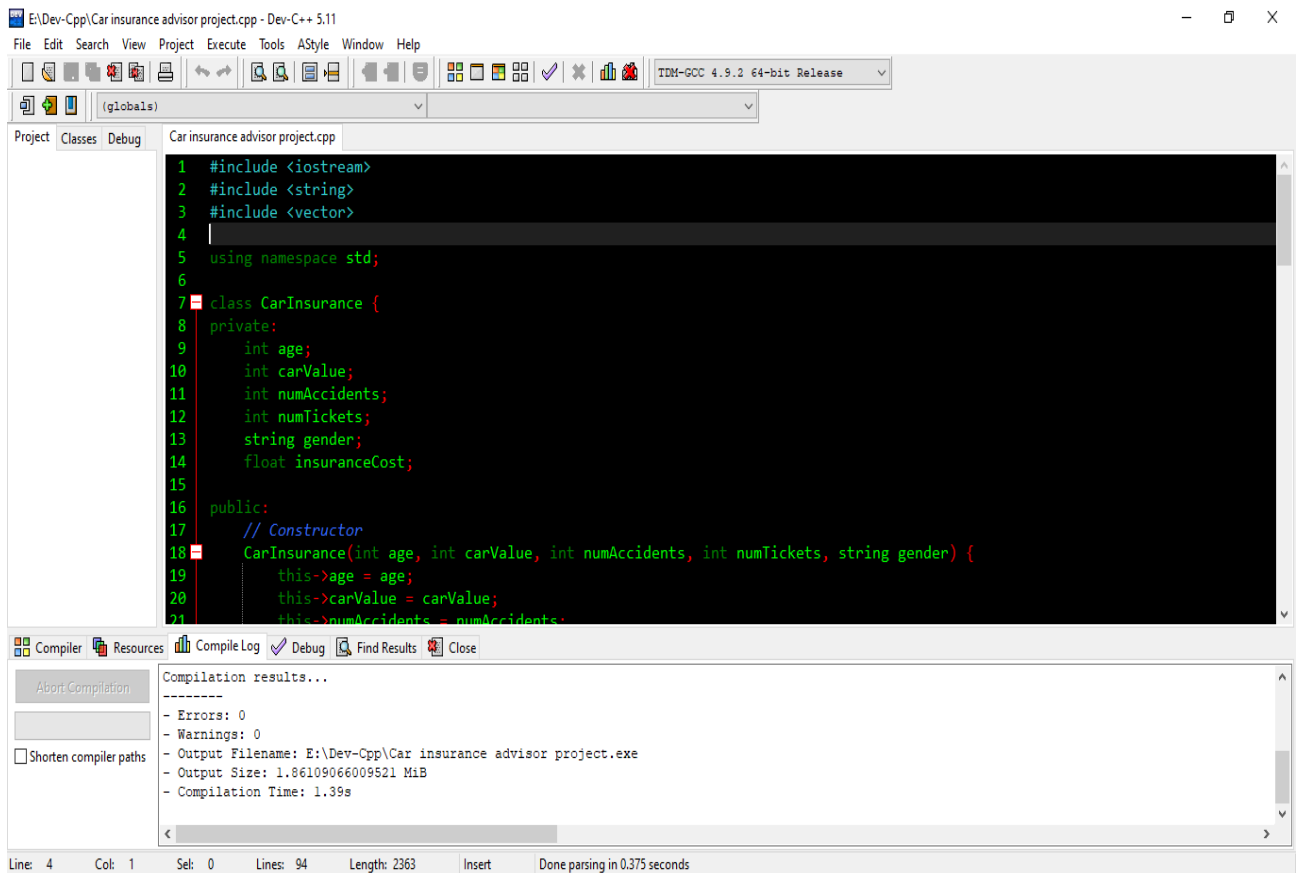 E:\Dev-Cpp\Car insurance advisor project.cpp - Dev-C++ 5.11
File Edit Search View Project Execute Tools AStyle Window Help
TDM-GCC 4.9.2 64-bit Release
(globals)
Project Classes Debug Car insurance advisor project.cpp
1 #include <iostream>
2 #include <string>
3 #include <vector>
4
5 using namespace std;
6
7 class CarInsurance {
8 private:
9 int age;
10 int carValue;
11 int numAccidents;
12 int numTickets;
13 string gender;
14 float insuranceCost;
15
16 public:
17 // Constructor
18 CarInsurance(int age, int carValue, int numAccidents, int numTickets, string gender) {
19 this->age = age;
20 this->carValue = carValue;
21 this->numAccidents = numAccidents;
Compiler Resources Compile Log Debug Find Results Close
Abort Compilation
Shorten compiler paths
Compilation results...
--------
- Errors: 0
- Warnings: 0
- Output Filename: E:\Dev-Cpp\Car insurance advisor project.exe
- Output Size: 1.86109066009521 MiB
- Compilation Time: 1.39s
Line: 4 Col: 1 Sel: 0 Lines: 94 Length: 2363 Insert Done parsing in 0.375 seconds